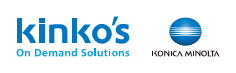 kinko's
On Demand Solutions
KONICA MINOLTA